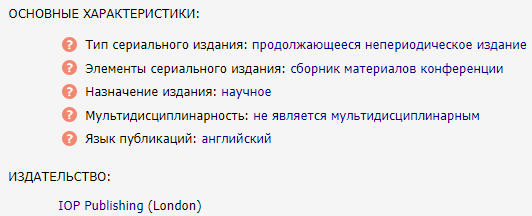 ОСНОВНЫЕ ХАРАКТЕРИСТИКИ:
? Тип сериального издания: продолжающееся непериодическое издание
? Элементы сериального издания: сборник материалов конференции
? Назначение издания: научное
? Мультидисциплинарность: не является мультидисциплинарным
? Язык публикаций: английский
ИЗДАТЕЛЬСТВО:
IOP Publishing (London)